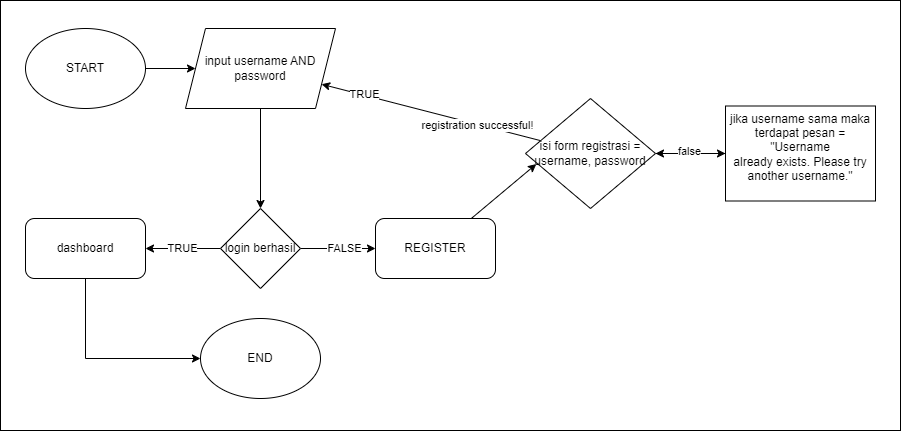 START
input username AND
password
TRUE
registration successful!
isi form registrasi =
username, password
false
jika username sama maka
terdapat pesan =
"Username
already exists. Please try
another username."
dashboard
TRUE
login berhasil
FALSE
REGISTER
END